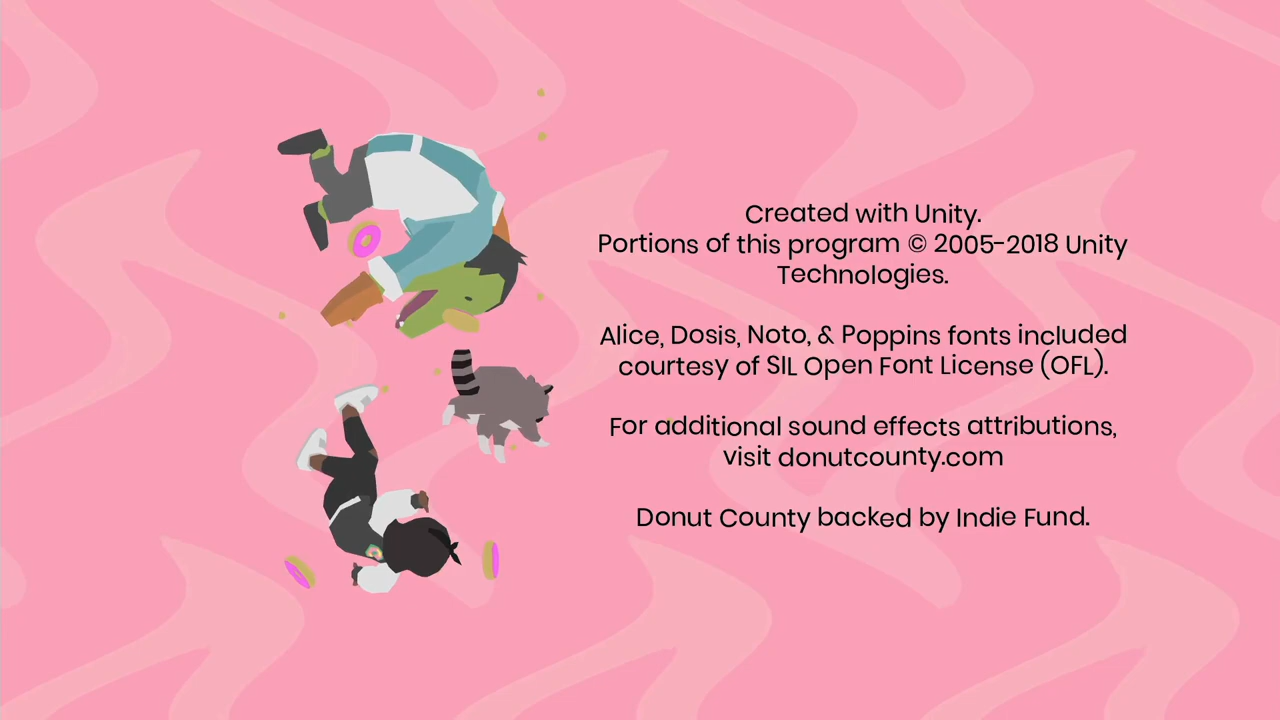 Created with Unity.
Portions of this program © 2005-2018 Unity
Technologies.
Alice, Dosis, Noto, & Poppins fonts included
courtesy of SIL Open Font License (OFL).
For additional sound effects attributions,
visit donutcounty.com
Donut County backed by Indie Fund.